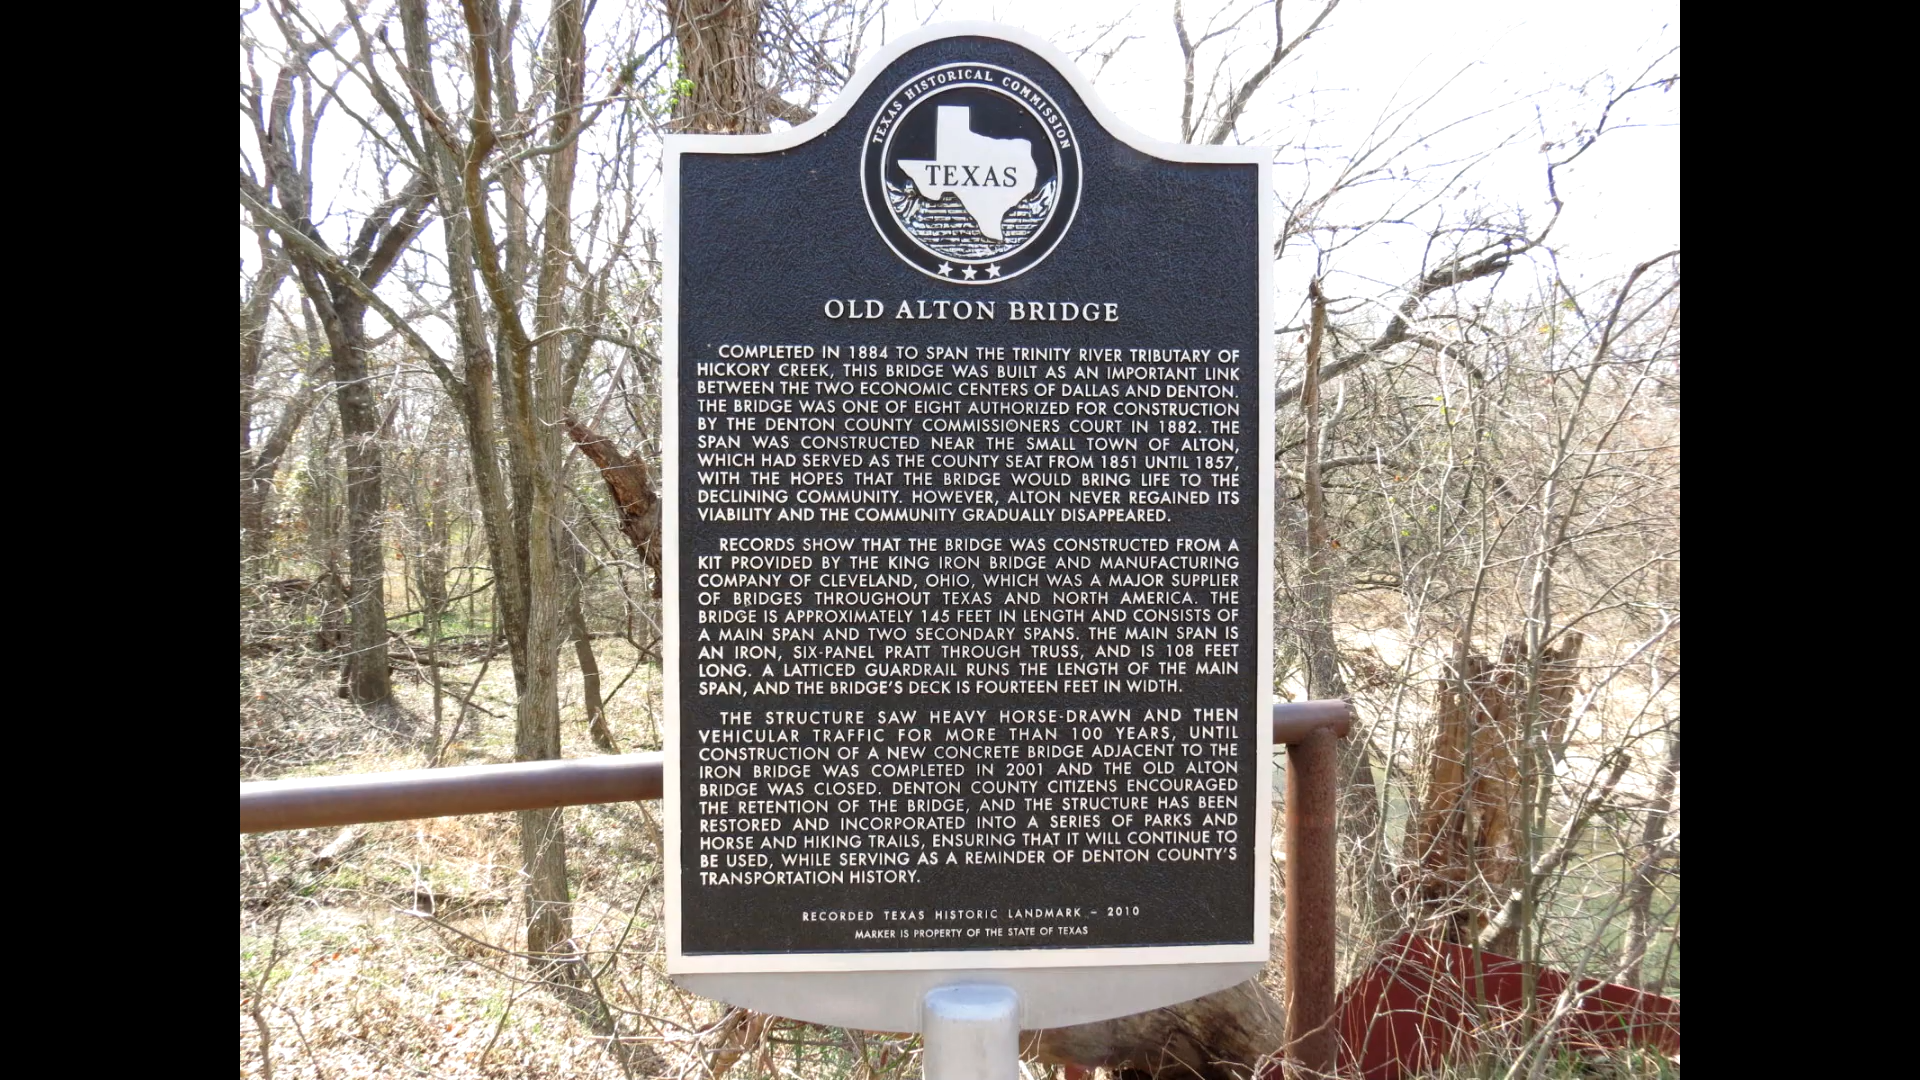 TEXAS HISTORICAL COMMISSION
TEXAS
OLD ALTON BRIDGE
COMPLETED IN 1884 TO SPAN THE TRINITY RIVER TRIBUTARY OF
HICKORY CREEK, THIS BRIDGE WAS BUILT AS AN IMPORTANT LINK
BETWEEN THE TWO ECONOMIC CENTERS OF DALLAS AND DENTON.
THE BRIDGE WAS ONE OF EIGHT AUTHORIZED FOR CONSTRUCTION
BY THE DENTON COUNTY COMMISSIONERS COURT IN 1882. THE
SPAN WAS CONSTRUCTED NEAR THE SMALL TOWN OF ALTON,
WHICH HAD SERVED AS THE COUNTY SEAT FROM 1851 UNTIL 1857,
WITH THE HOPES THAT THE BRIDGE WOULD BRING LIFE TO THE
DECLINING COMMUNITY. HOWEVER, ALTON NEVER REGAINED ITS
VIABILITY AND THE COMMUNITY GRADUALLY DISAPPEARED.
RECORDS SHOW THAT THE BRIDGE WAS CONSTRUCTED FROM A
KIT PROVIDED BY THE KING IRON BRIDGE AND MANUFACTURING
COMPANY OF CLEVELAND, OHIO, WHICH WAS A MAJOR SUPPLIER
OF BRIDGES THROUGHOUT TEXAS AND NORTH AMERICA. THE
BRIDGE IS APPROXIMATELY 145 FEET IN LENGTH AND CONSISTS OF
A MAIN SPAN AND TWO SECONDARY SPANS. THE MAIN SPAN IS
AN IRON, SIX-PANEL PRATT THROUGH TRUSS, AND IS 108 FEET
LONG. A LATTICED GUARDRAIL RUNS THE LENGTH OF THE MAIN
SPAN, AND THE BRIDGE'S DECK IS FOURTEEN FEET IN WIDTH.
THE STRUCTURE SAW HEAVY HORSE-DRAWN AND THEN
VEHICULAR TRAFFIC FOR MORE THAN 100 YEARS, UNTIL
CONSTRUCTION OF A NEW CONCRETE BRIDGE ADJACENT TO THE
IRON BRIDGE WAS COMPLETED IN 2001 AND THE OLD ALTON
BRIDGE WAS CLOSED. DENTON COUNTY CITIZENS ENCOURAGED
THE RETENTION OF THE BRIDGE, AND THE STRUCTURE HAS BEEN
RESTORED AND INCORPORATED INTO A SERIES OF PARKS AND
HORSE AND HIKING TRAILS, ENSURING THAT IT WILL CONTINUE TO
BE USED, WHILE SERVING AS A REMINDER OF DENTON COUNTY'S
TRANSPORTATION HISTORY.
RECORDED TEXAS HISTORIC LANDMARK – 2010
MARKER IS PROPERTY OF THE STATE OF TEXAS